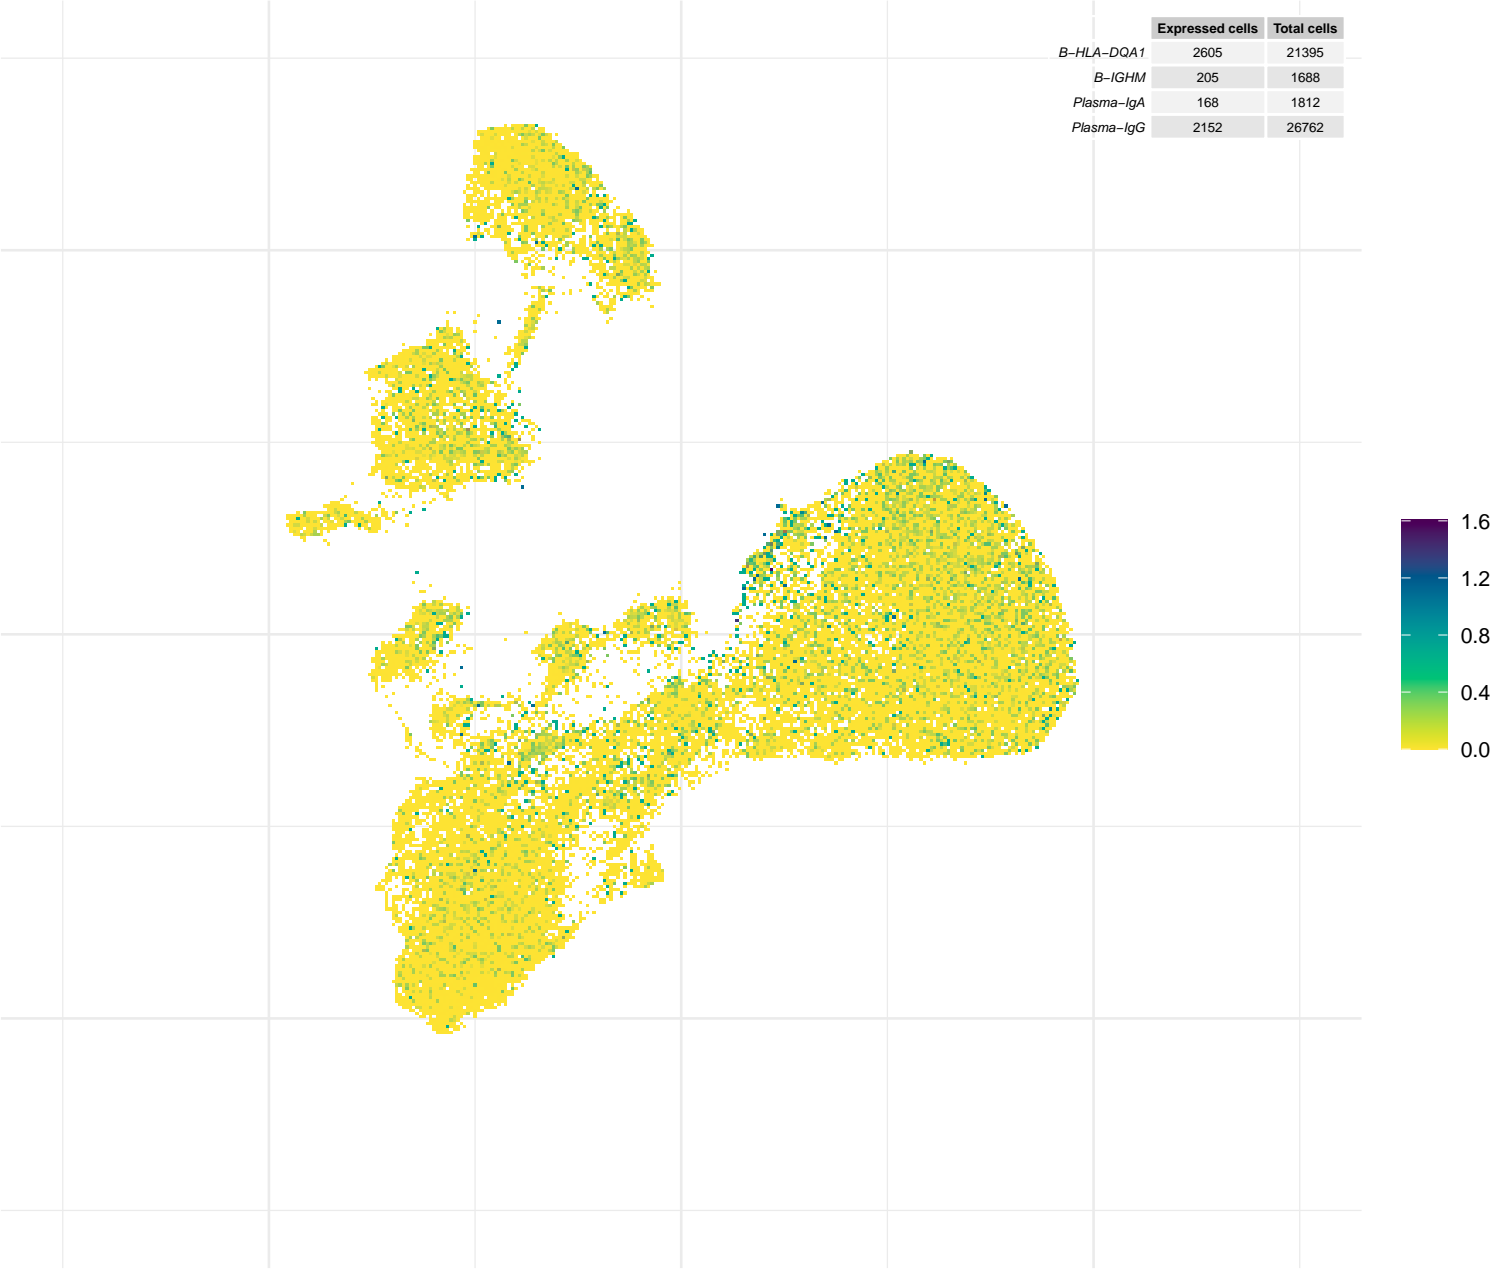 Expressed cells Total cells
B−HLA−DQA1 2605 21395
B−IGHM 205 1688
Plasma−IgA 168 1812
Plasma−IgG 2152 26762
1.6
1.2
0.8
0.4
0.0